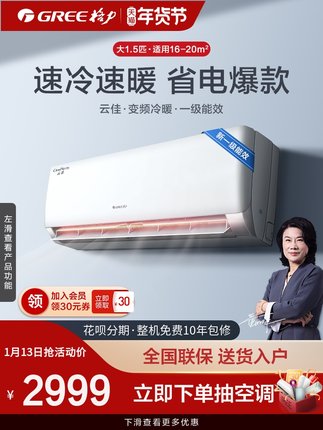 GREE格力 天猫 年货节
大1.5匹·适用16-20m²
速冷速暖 省电爆款
云佳·变频冷暖·一级能效
新一级能效
GREE
左滑查看产品功能
领 加入会员 领30元券 立即领取 ¥30
花呗分期·整机免费10年包修
1月13日抢活动价
¥2999
全国联保 送货入户
立即下单抽空调
下滑查看更多优惠